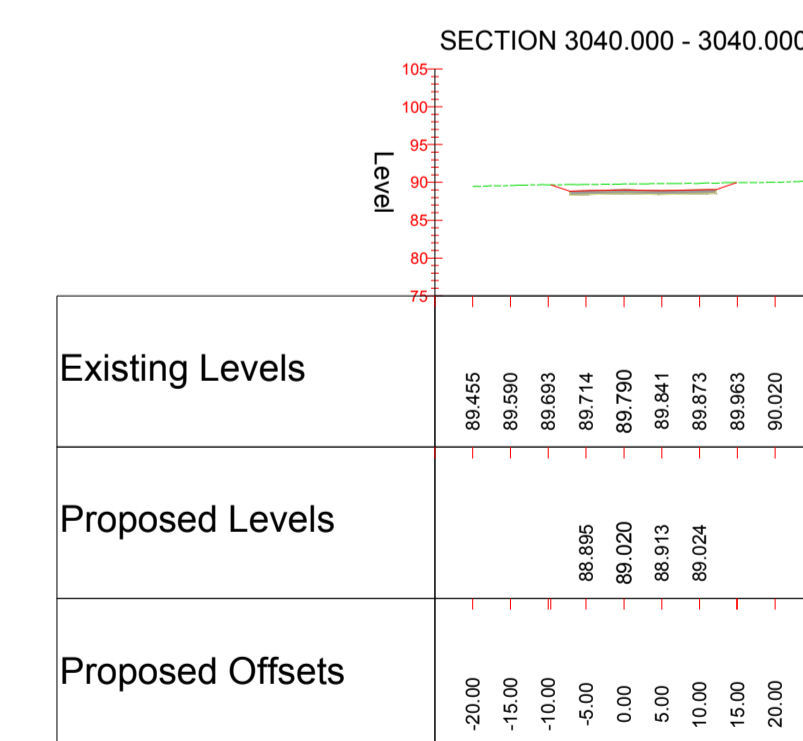 SECTION 3040.000 - 3040.000
105
100
95
90
85
80
75
Level
Existing Levels
89.455 89.590 89.693 89.714 89.790 89.841 89.873 89.963 90.020
Proposed Levels
88.895 89.020 88.913 89.024
Proposed Offsets
-20.00 -15.00 -10.00 -5.00 0.00 5.00 10.00 15.00 20.00